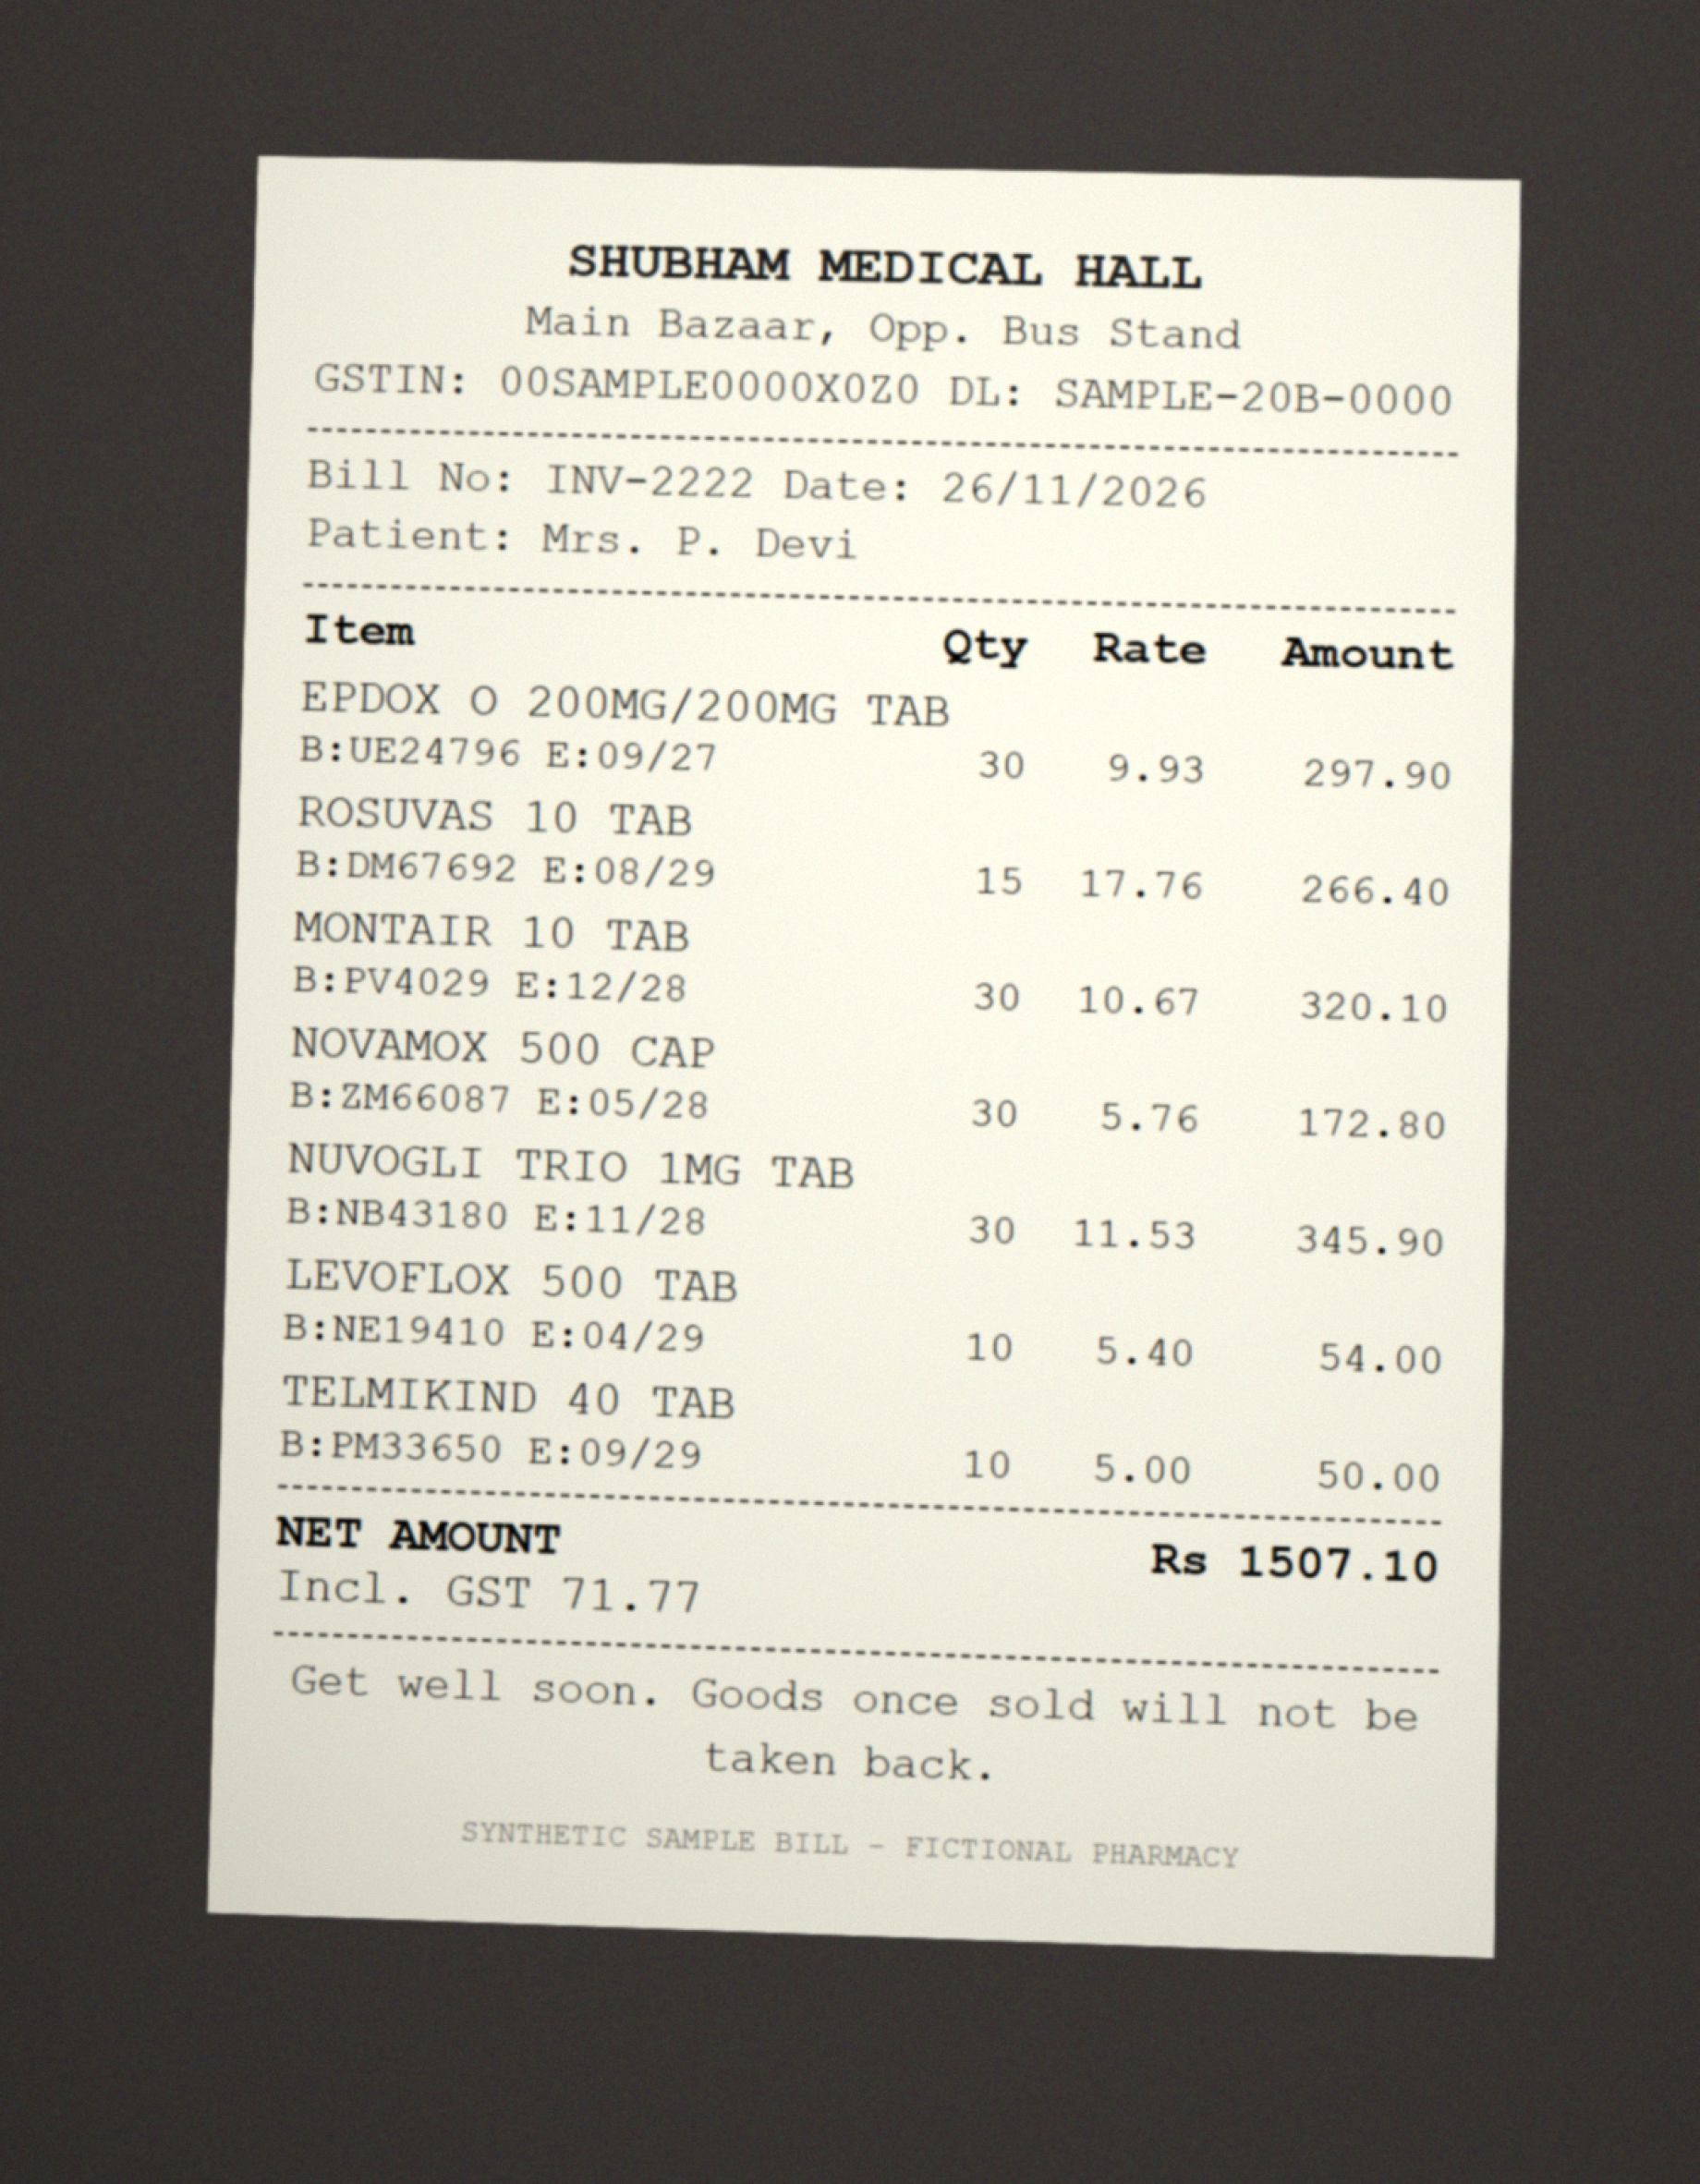 SHUBHAM MEDICAL HALL
Main Bazaar, Opp. Bus Stand
GSTIN: 00SAMPLE0000X0Z0 DL: SAMPLE-20B-0000
Bill No: INV-2222 Date: 26/11/2026
Patient: Mrs. P. Devi
Item Qty Rate Amount
EPDOX O 200MG/200MG TAB
B:UE24796 E:09/27 30 9.93 297.90
ROSUVAS 10 TAB
B:DM67692 E:08/29 15 17.76 266.40
MONTAIR 10 TAB
B:PV4029 E:12/28 30 10.67 320.10
NOVAMOX 500 CAP
B:ZM66087 E:05/28 30 5.76 172.80
NUVOGLI TRIO 1MG TAB
B:NB43180 E:11/28 30 11.53 345.90
LEVOFLOX 500 TAB
B:NE19410 E:04/29 10 5.40 54.00
TELMIKIND 40 TAB
B:PM33650 E:09/29 10 5.00 50.00
NET AMOUNT Rs 1507.10
Incl. GST 71.77
Get well soon. Goods once sold will not be
taken back.
SYNTHETIC SAMPLE BILL - FICTIONAL PHARMACY